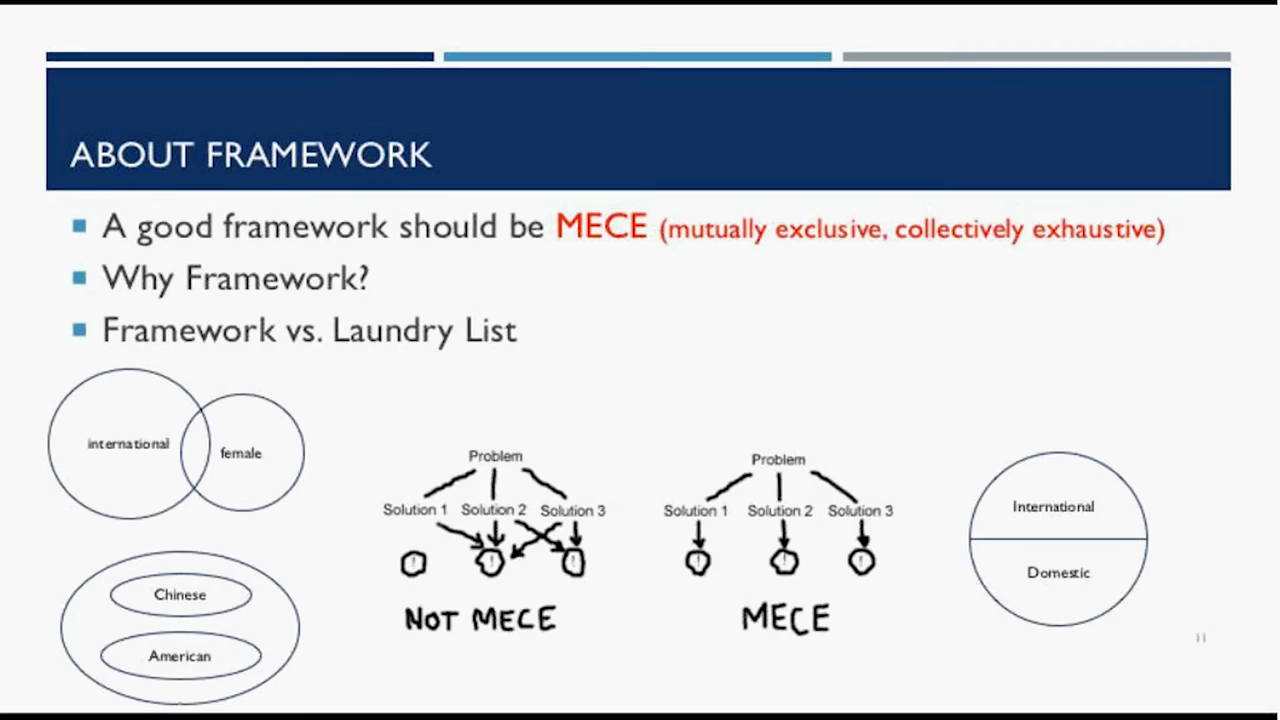 ABOUT FRAMEWORK
A good framework should be MECE (mutually exclusive, collectively exhaustive)
Why Framework?
Framework vs. Laundry List
international
female
Chinese
American
Problem
Solution 1 Solution 2 Solution 3
! ! !
NOT MECE
Problem
Solution 1 Solution 2 Solution 3
! ! !
MECE
International
Domestic
11